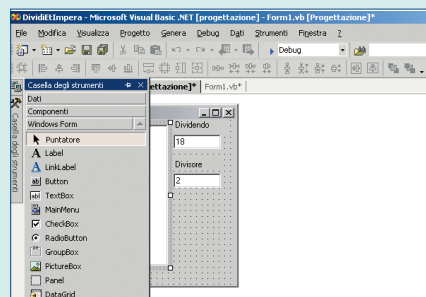 DividiEtImpera - Microsoft Visual Basic .NET [progettazione] - Form1.vb [Progettazione]*
File Modifica Visualizza Progetto Genera Debug Dati Strumenti Finestra ?
Debug
Casella degli strumenti
ettazione]* Form1.vb*
Casella degli strumenti
Dati
Componenti
Windows Form
Puntatore
A Label
A LinkLabel
ab Button
abl TextBox
MainMenu
CheckBox
RadioButton
GroupBox
PictureBox
Panel
DataGrid
Dividendo
18
Divisore
2